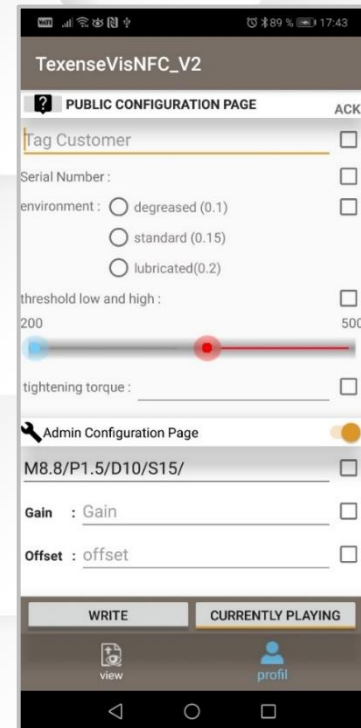 89 % 17:43
TexenseVisNFC_V2
PUBLIC CONFIGURATION PAGE ACK
Tag Customer
Serial Number :
environment : degreased (0.1)
standard (0.15)
lubricated(0.2)
threshold low and high :
200 500
tightening torque :
Admin Configuration Page
M8.8/P1.5/D10/S15/
Gain : Gain
Offset : offset
WRITE CURRENTLY PLAYING
view profil